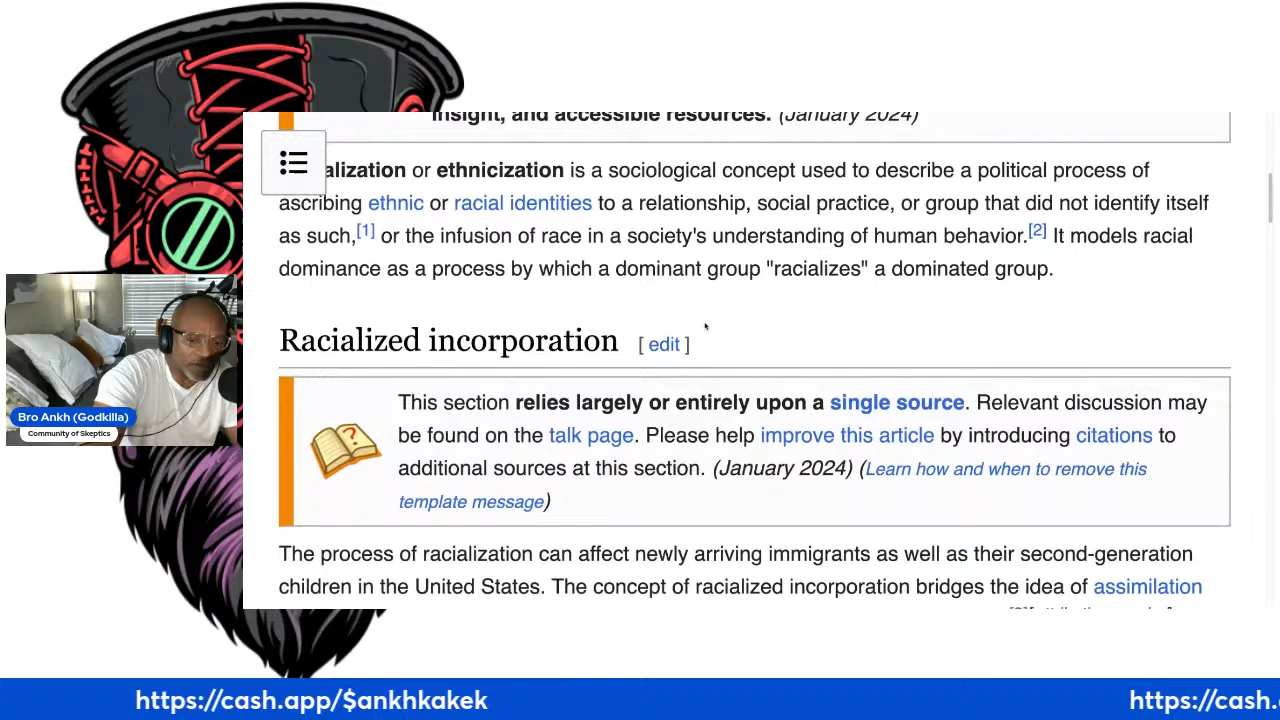 insight, and accessible resources. (January 2024)
alization or ethnicization is a sociological concept used to describe a political process of
ascribing ethnic or racial identities to a relationship, social practice, or group that did not identify itself
as such,[1] or the infusion of race in a society's understanding of human behavior.[2] It models racial
dominance as a process by which a dominant group "racializes" a dominated group.
Racialized incorporation [ edit ]
This section relies largely or entirely upon a single source. Relevant discussion may
be found on the talk page. Please help improve this article by introducing citations to
additional sources at this section. (January 2024) (Learn how and when to remove this
template message)
The process of racialization can affect newly arriving immigrants as well as their second-generation
children in the United States. The concept of racialized incorporation bridges the idea of assimilation
Bro Ankh (Godkilla)
Community of Skeptics
https://cash.app/$ankhkakek
https://cash.